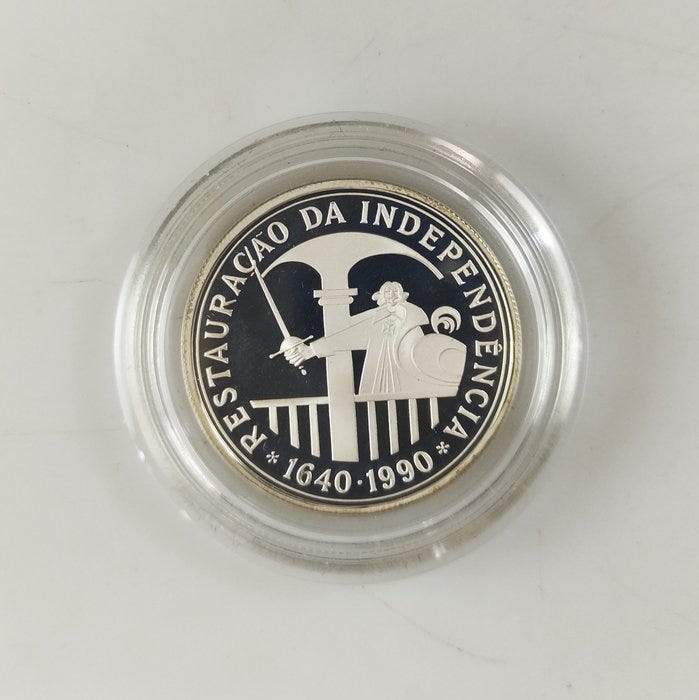 RESTAURAÇÃO DA INDEPENDÊNCIA
* 1640·1990 *